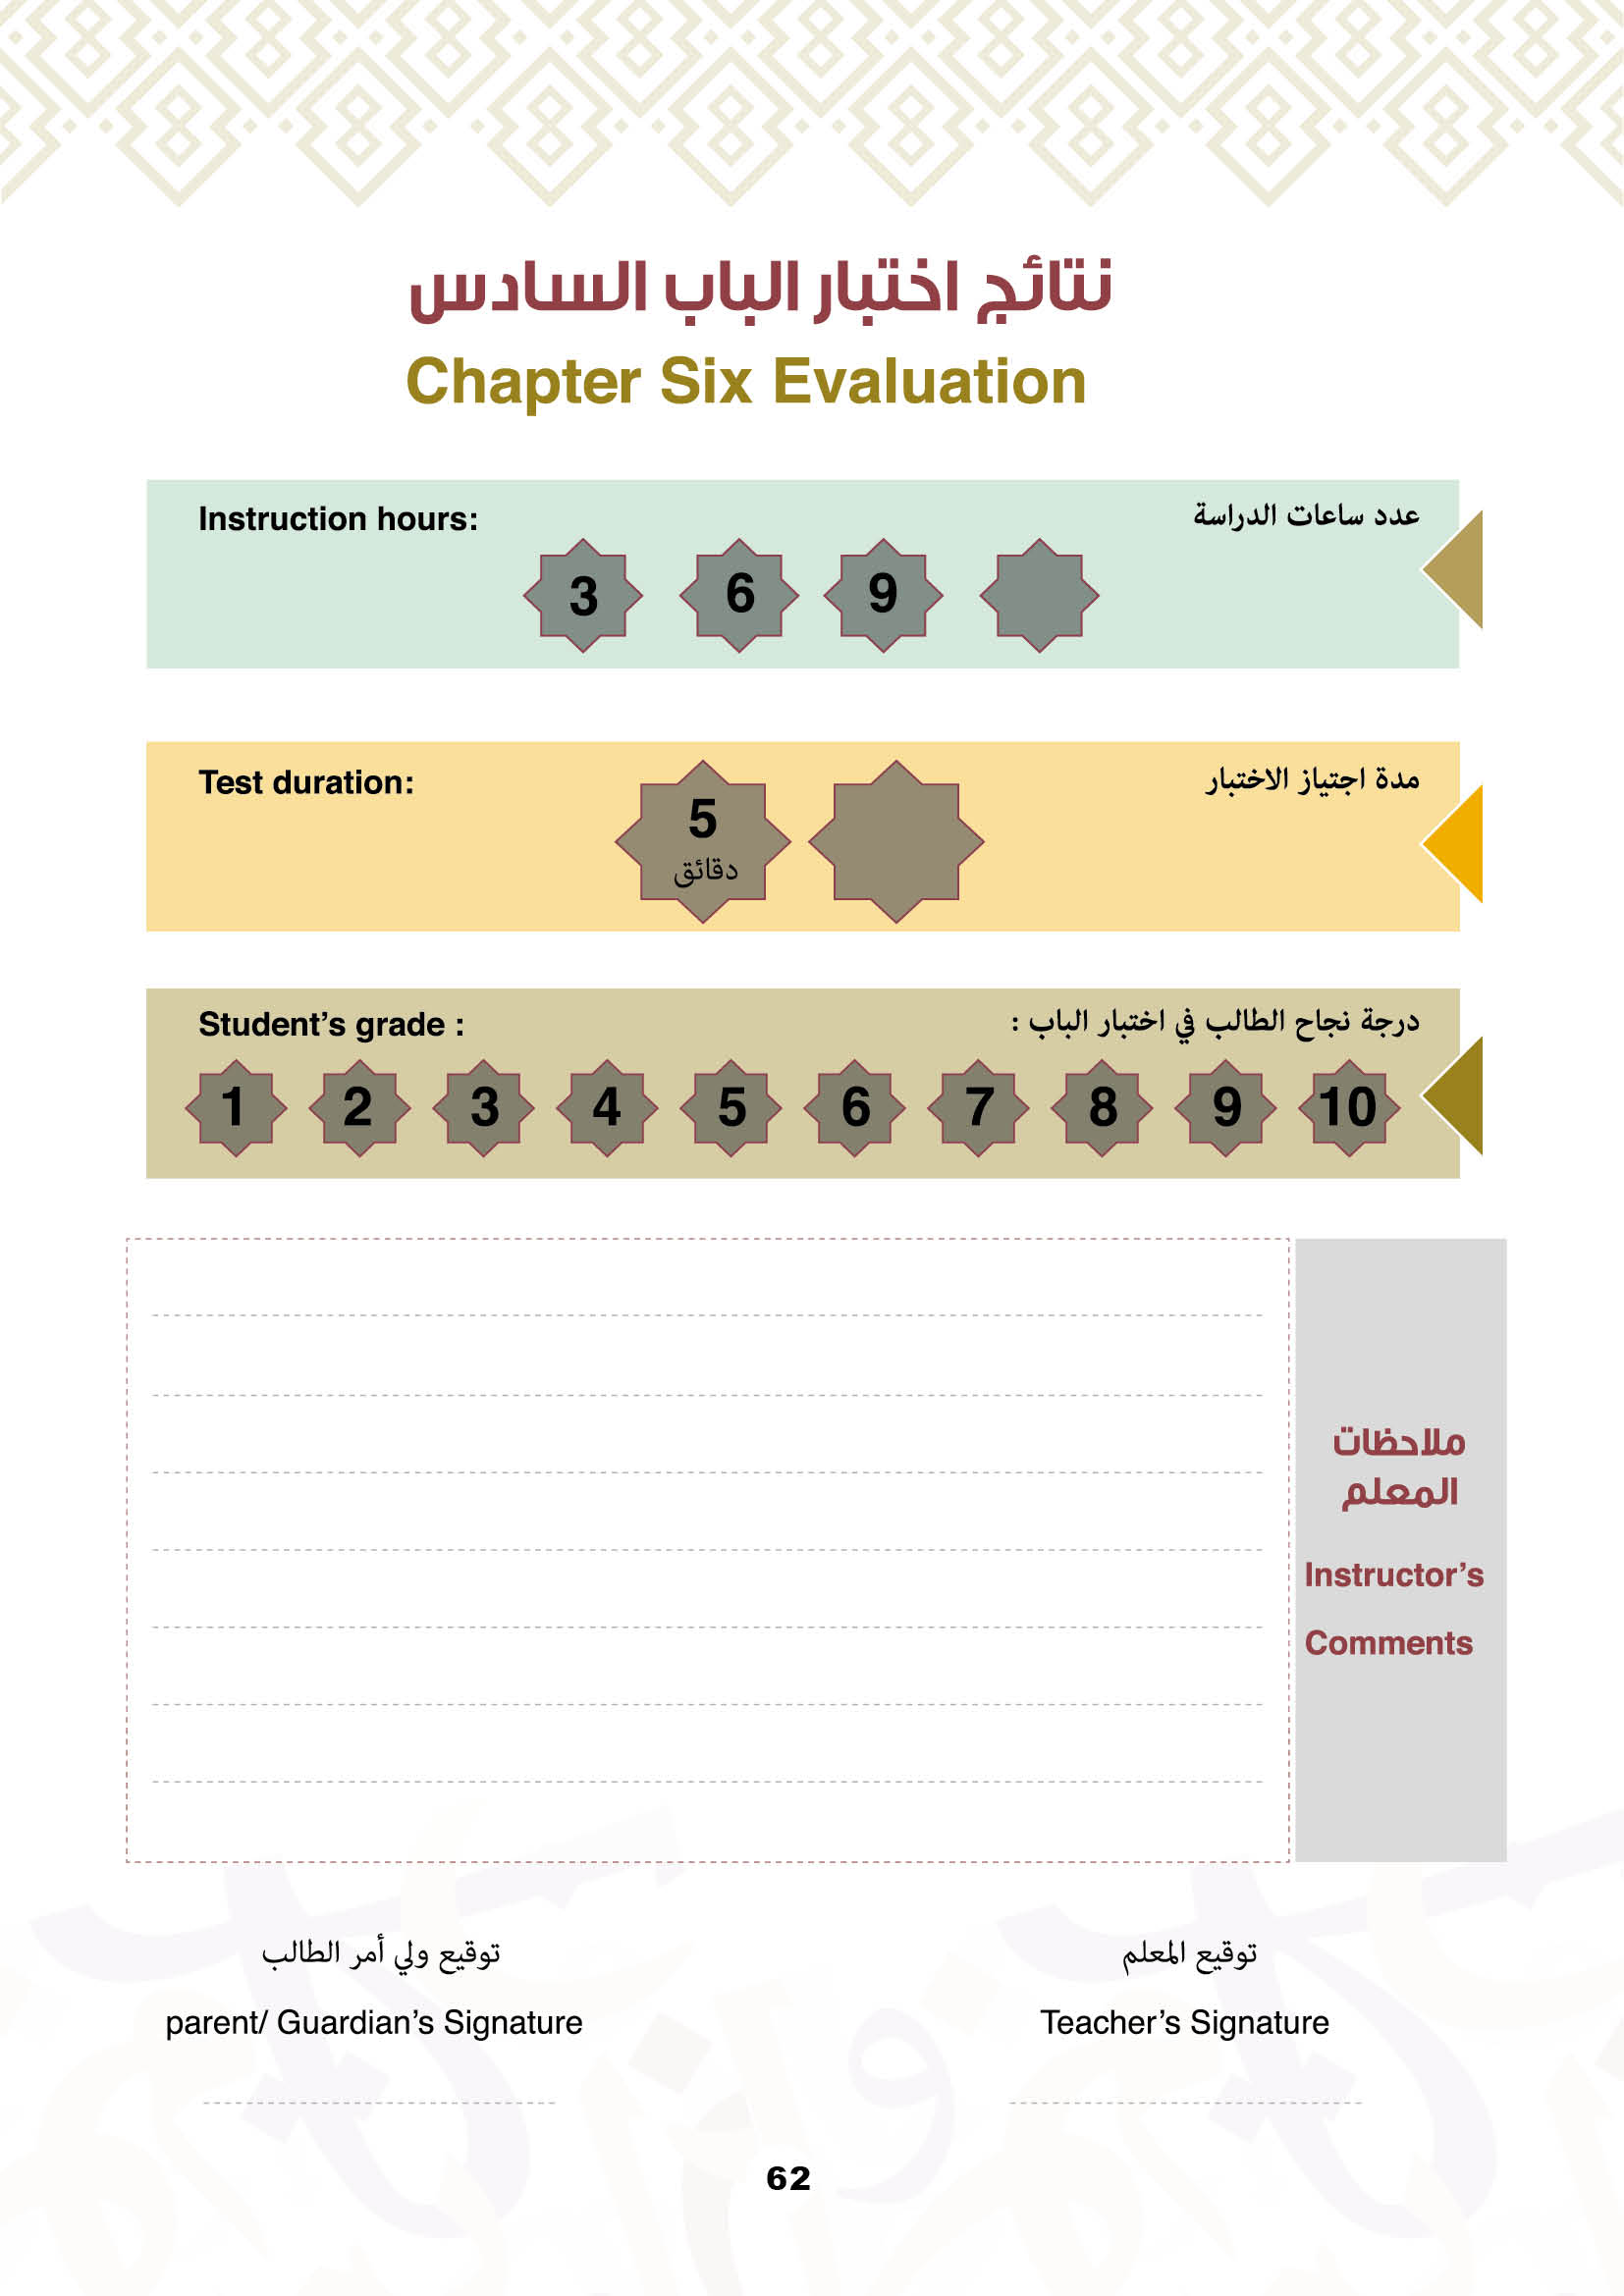 نتائج اختبار الباب السادس
Chapter Six Evaluation
Instruction hours:
عدد ساعات الدراسة
3 6 9
Test duration:
مدة اجتياز الاختبار
5
دقائق
Student’s grade :
درجة نجاح الطالب في اختبار الباب :
1 2 3 4 5 6 7 8 9 10
ملاحظات
المعلم
Instructor’s
Comments
توقيع ولي أمر الطالب
parent/ Guardian’s Signature
توقيع المعلم
Teacher’s Signature
62